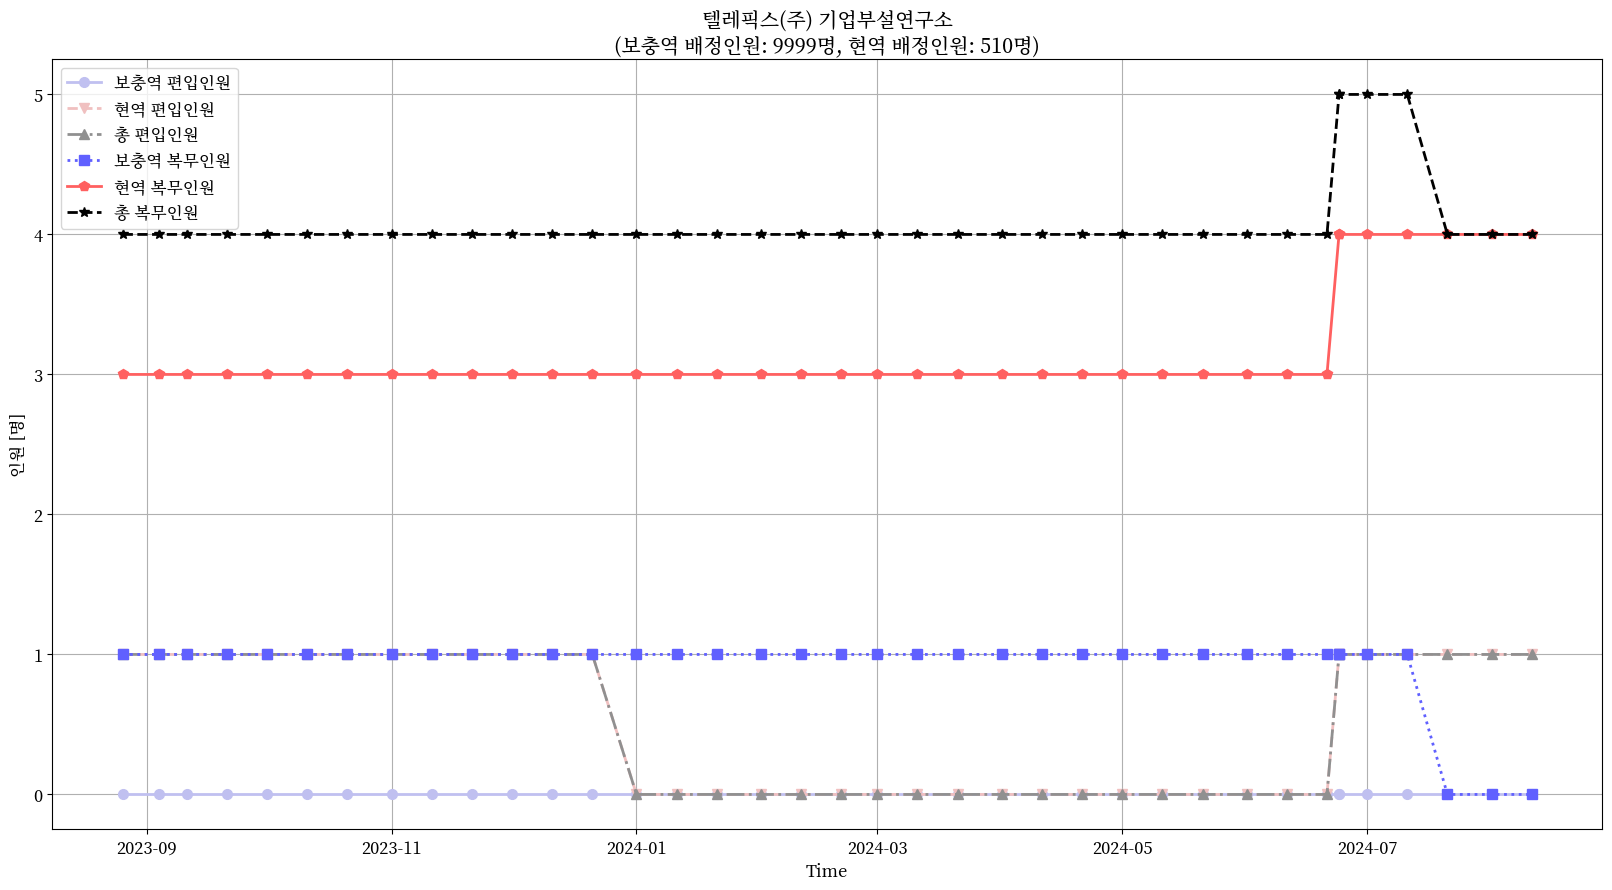 텔레픽스(주) 기업부설연구소
(보충역 배정인원: 9999명, 현역 배정인원: 510명)
보충역 편입인원
현역 편입인원
총 편입인원
보충역 복무인원
현역 복무인원
총 복무인원
5
4
3
2
1
0
인원 [명]
2023-09 2023-11 2024-01 2024-03 2024-05 2024-07
Time